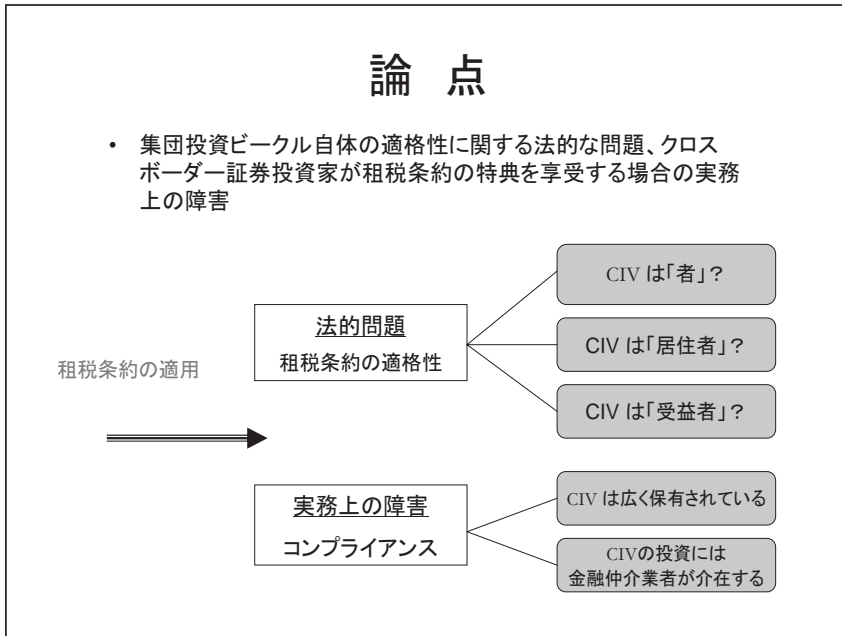 論 点
• 集団投資ビークル自体の適格性に関する法的な問題、クロス
ボーダー証券投資家が租税条約の特典を享受する場合の実務
上の障害
租税条約の適用
法的問題
租税条約の適格性
CIV は「者」？
CIV は「居住者」？
CIV は「受益者」？
実務上の障害
コンプライアンス
CIV は広く保有されている
CIVの投資には
金融仲介業者が介在する